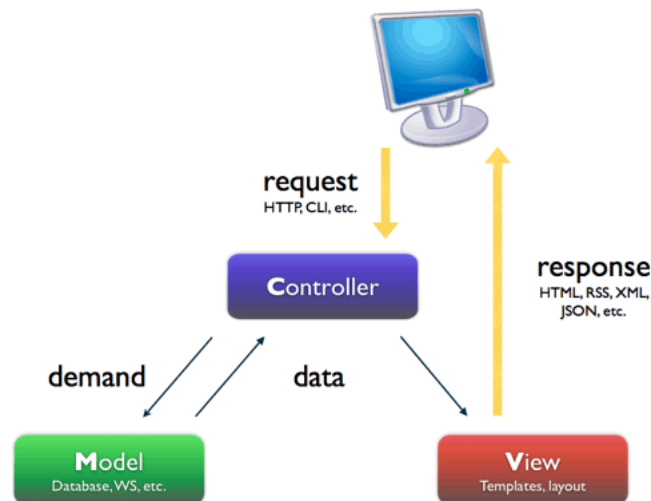 request
HTTP, CLI, etc.
Controller
response
HTML, RSS, XML,
JSON, etc.
demand
data
Model
Database, WS, etc.
View
Templates, layout